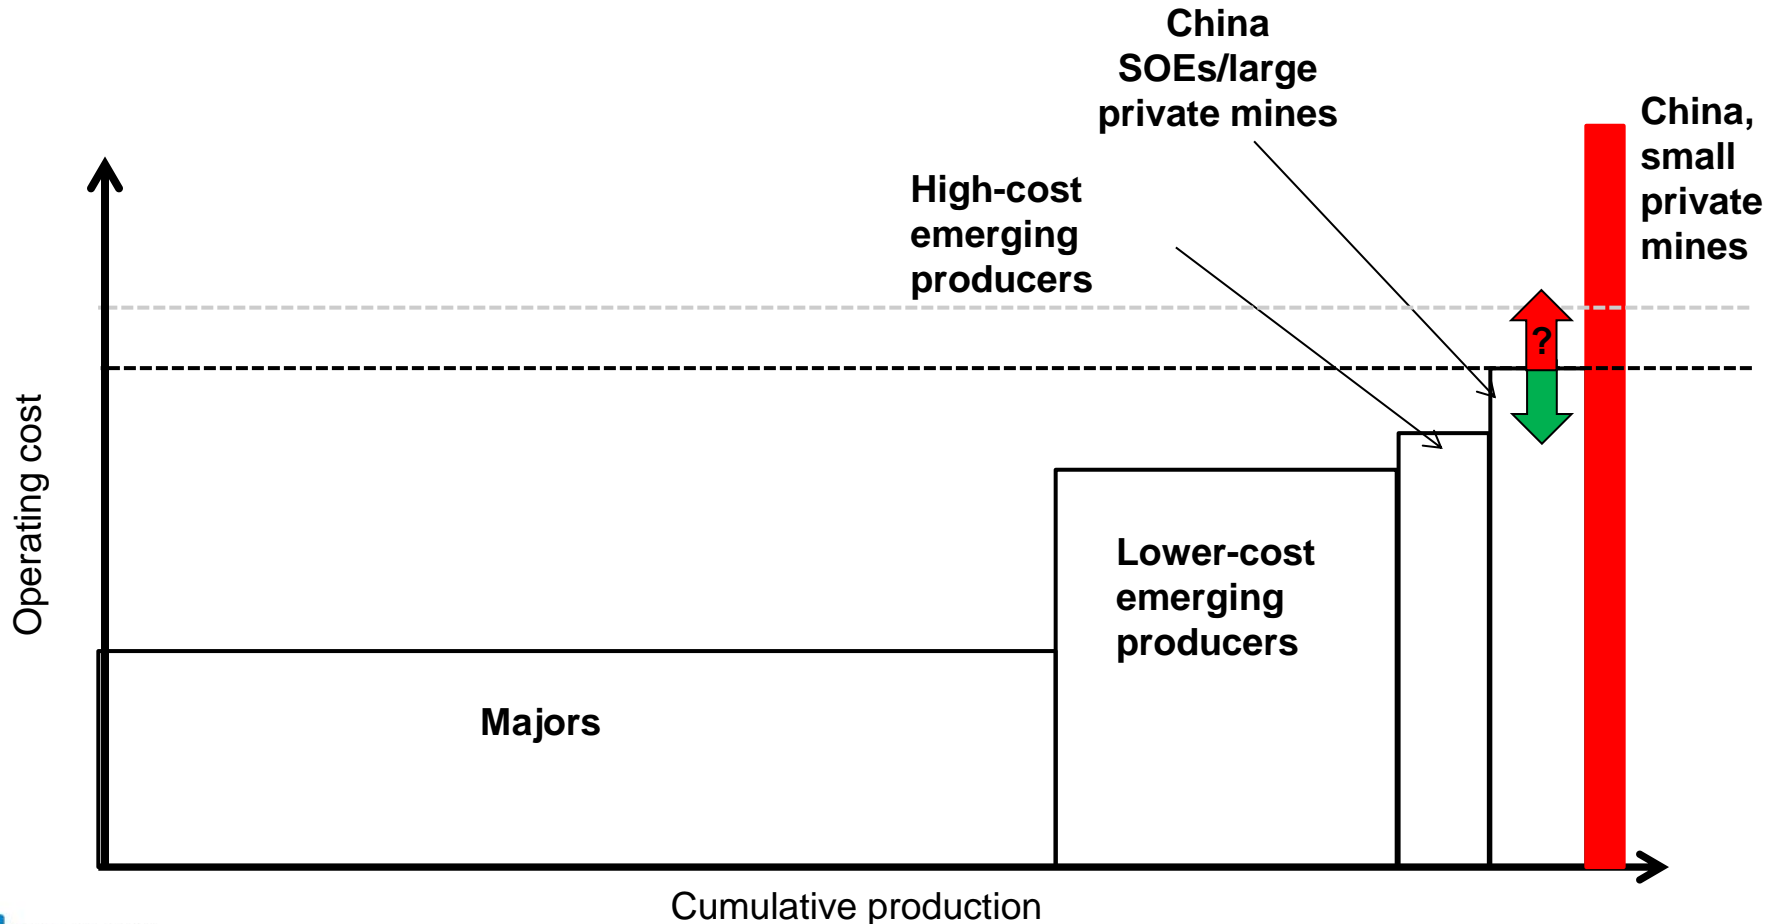 China
SOEs/large
private mines
China,
small
private
mines
High-cost
emerging
producers
?
Operating cost
Lower-cost
emerging
producers
Majors
Cumulative production